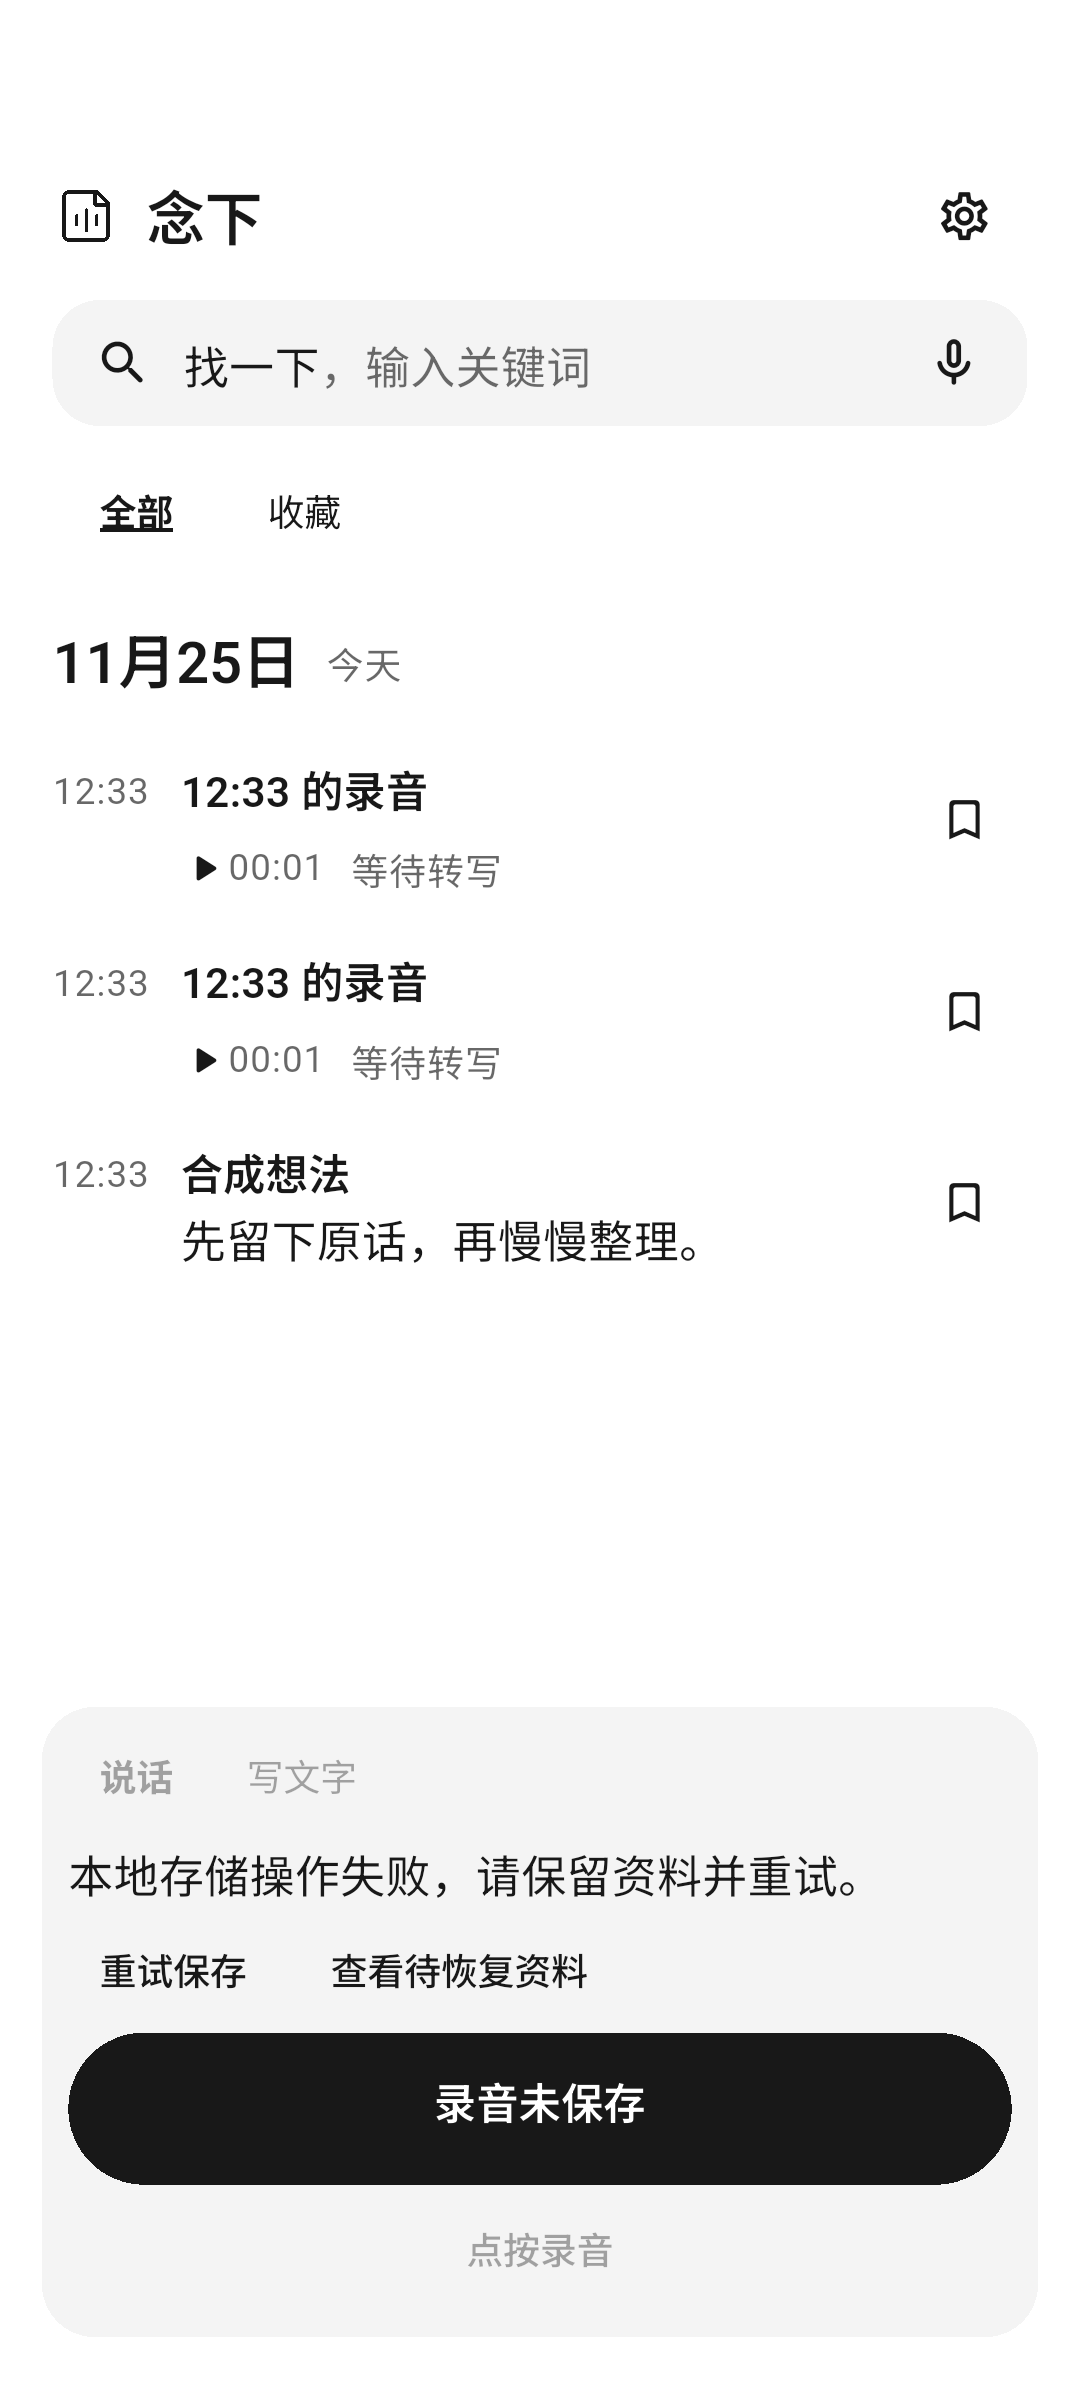 念下
找一下，输入关键词
全部 收藏
11月25日 今天
12:33 12:33 的录音
00:01 等待转写
12:33 12:33 的录音
00:01 等待转写
12:33 合成想法
先留下原话，再慢慢整理。
说话 写文字
本地存储操作失败，请保留资料并重试。
重试保存 查看待恢复资料
录音未保存
点按录音